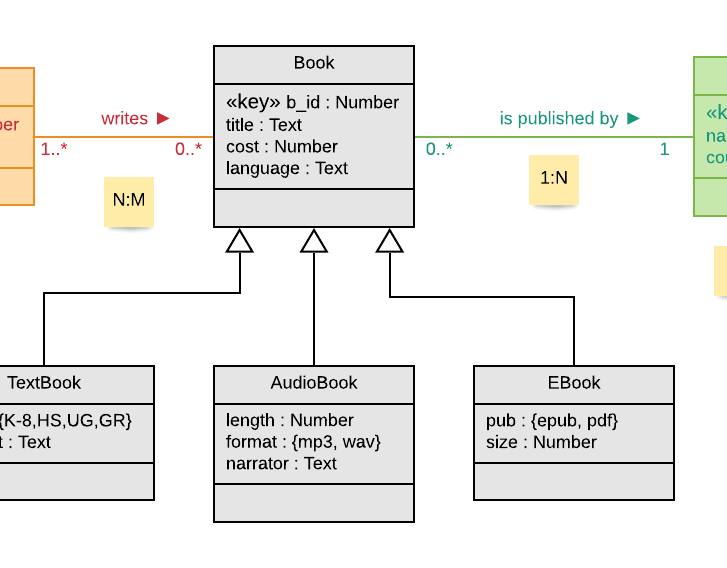 Book
«key» b_id : Number
title : Text
cost : Number
language : Text
writes ►
1..*
0..*
N:M
is published by ►
0..*
1
1:N
TextBook
{K-8,HS,UG,GR}
: Text
AudioBook
length : Number
format : {mp3, wav}
narrator : Text
EBook
pub : {epub, pdf}
size : Number